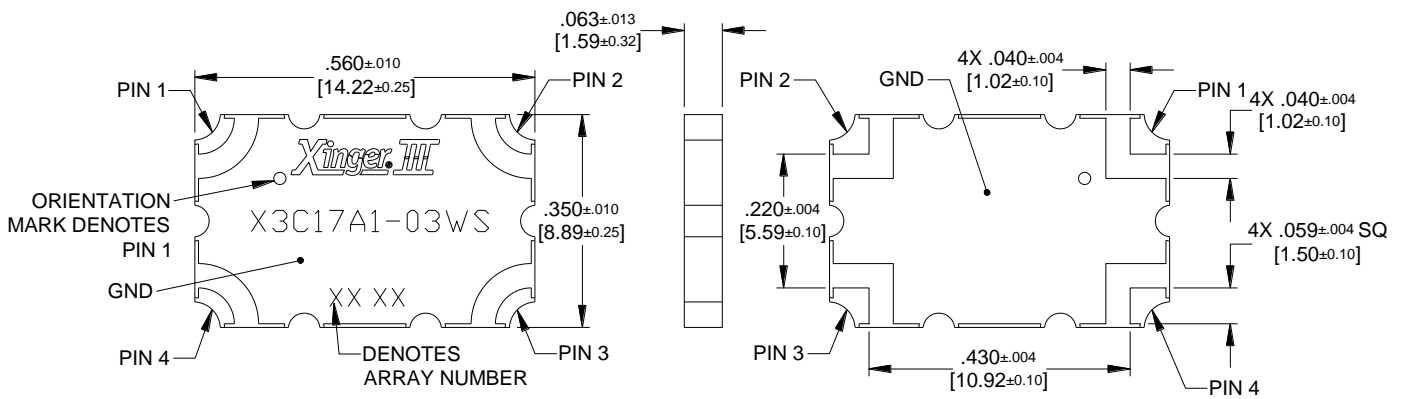 .560±.010
[14.22±0.25]
PIN 1
PIN 2
Xinger® III
ORIENTATION
MARK DENOTES
PIN 1
X3C17A1-03WS
GND
XX XX
PIN 4
DENOTES
ARRAY NUMBER
PIN 3
.350±.010
[8.89±0.25]
.063±.013
[1.59±0.32]
PIN 2
GND
4X .040±.004
[1.02±0.10]
PIN 1
4X .040±.004
[1.02±0.10]
.220±.004
[5.59±0.10]
4X .059±.004 SQ
[1.50±0.10]
PIN 3
.430±.004
[10.92±0.10]
PIN 4